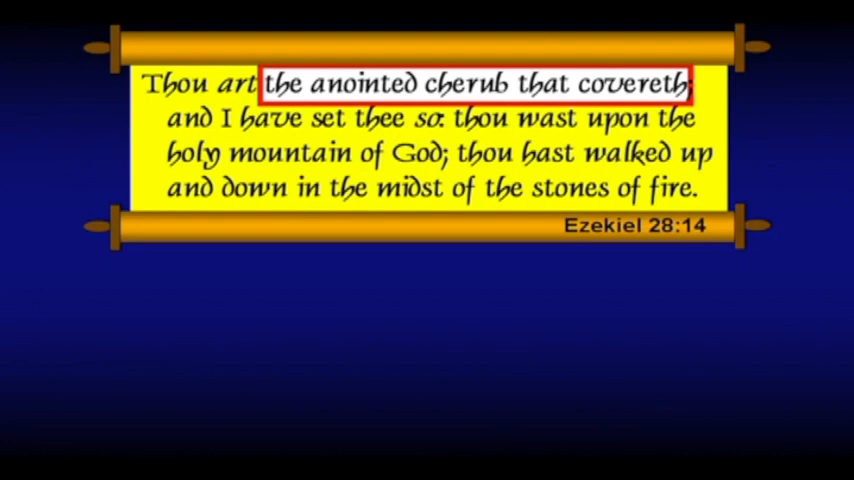 Thou art the anointed cherub that covereth;
and I have set thee so: thou wast upon the
holy mountain of God; thou hast walked up
and down in the midst of the stones of fire.
Ezekiel 28:14